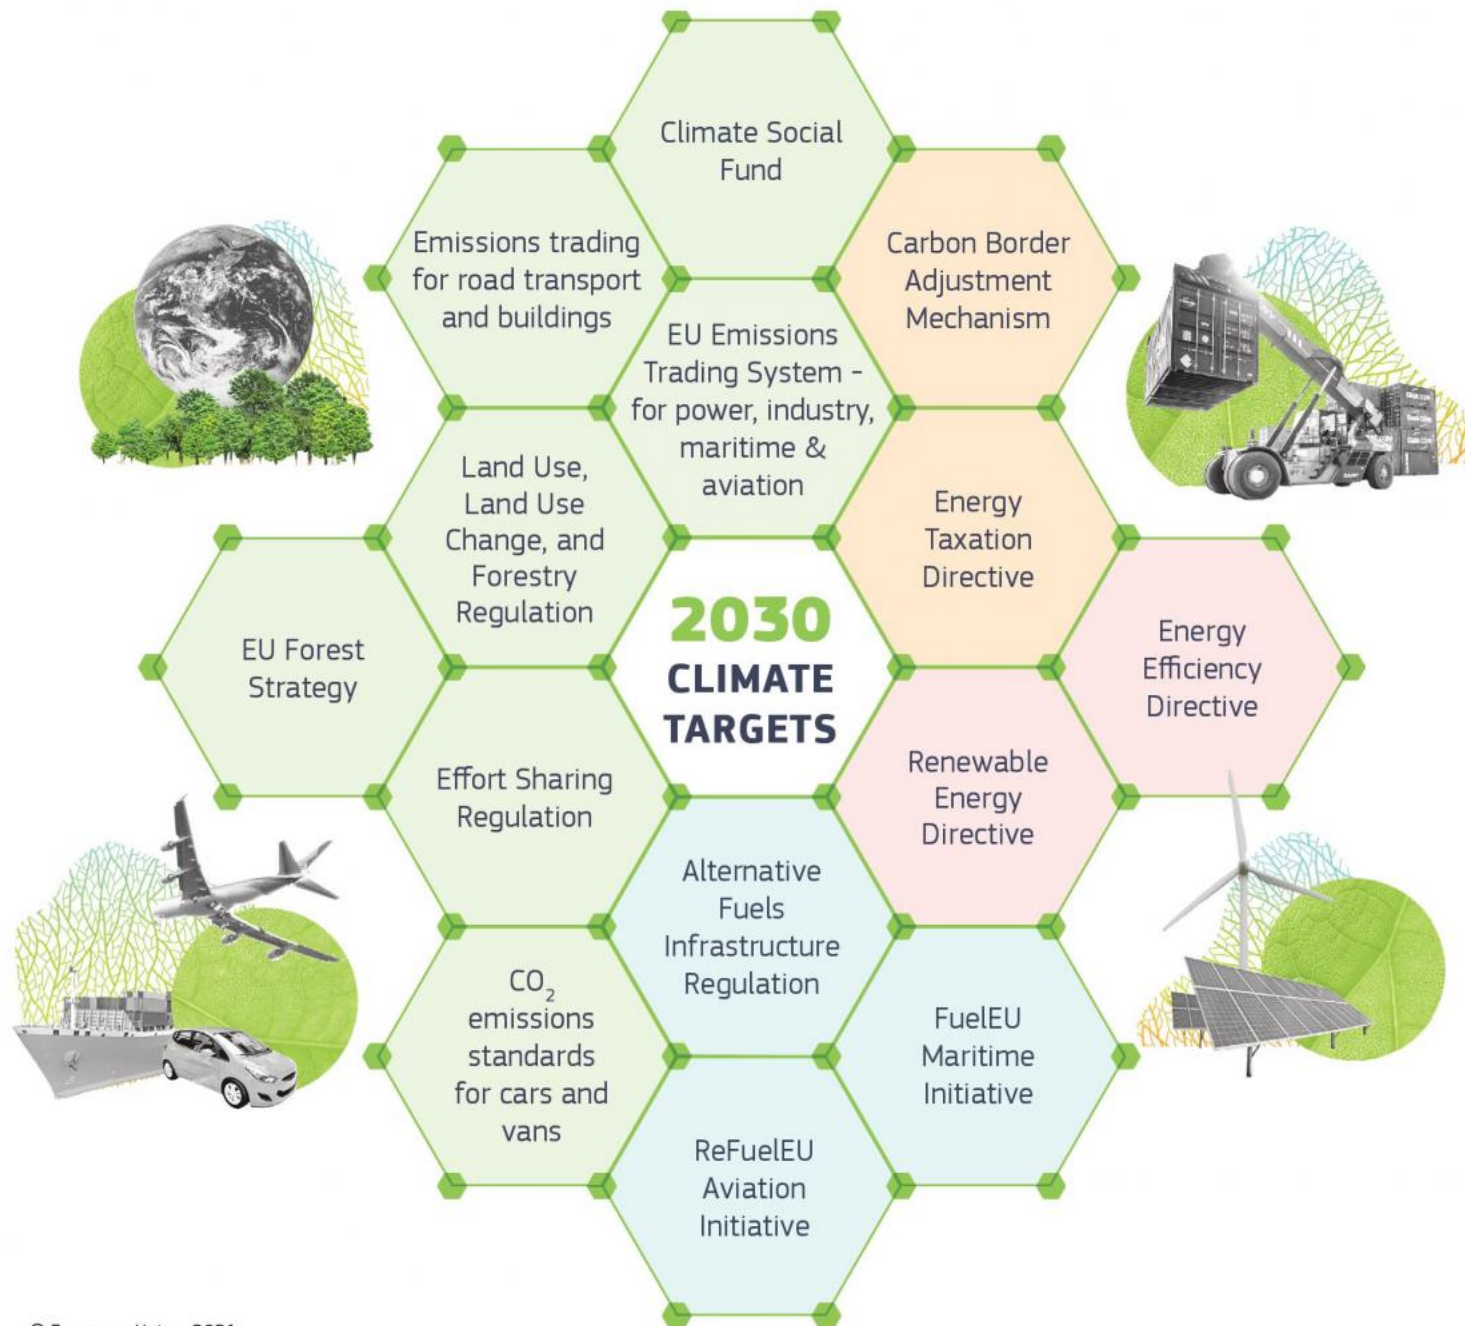 Climate Social
Fund
Emissions trading
for road transport
and buildings
Carbon Border
Adjustment
Mechanism
EU Emissions
Trading System -
for power, industry,
maritime &
aviation
Land Use,
Land Use
Change, and
Forestry
Regulation
Energy
Taxation
Directive
EU Forest
Strategy
2030
CLIMATE
TARGETS
Energy
Efficiency
Directive
Effort Sharing
Regulation
Renewable
Energy
Directive
Alternative
Fuels
Infrastructure
Regulation
CO₂
emissions
standards
for cars and
vans
FuelEU
Maritime
Initiative
ReFuelEU
Aviation
Initiative